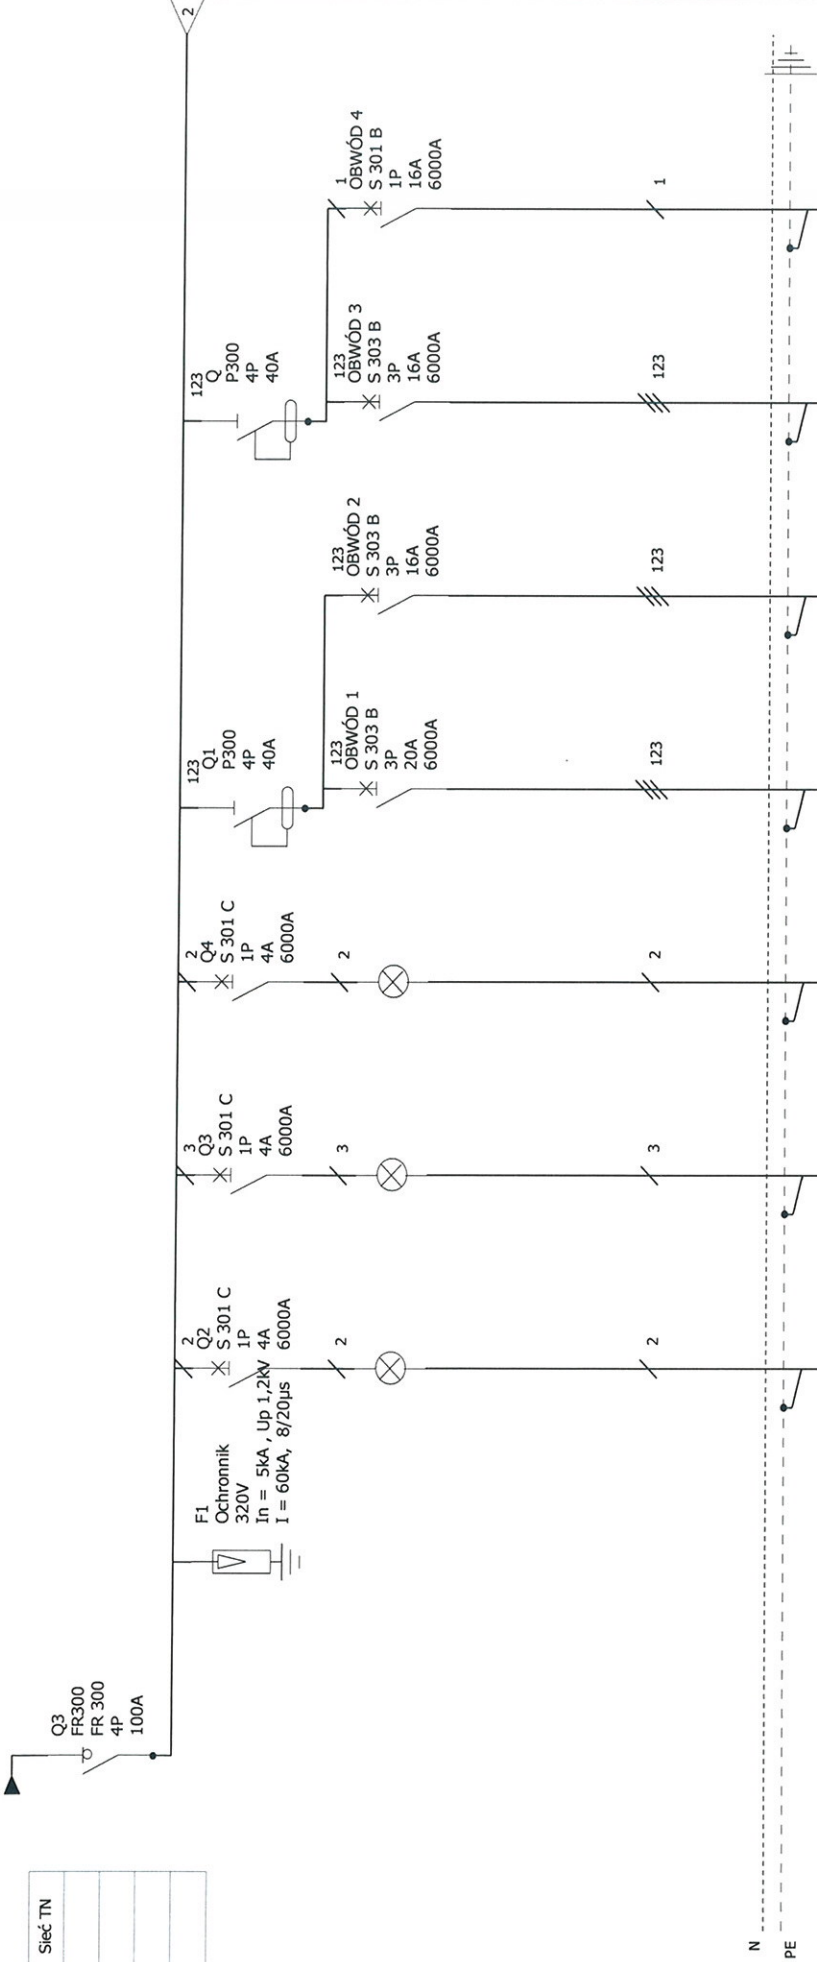 Sieć TN
Q3
FR300
FR 300
4P
100A
F1
Ochronnik
320V
In = 5kA , Up 1,2kV
I = 60kA, 8/20µs
2
Q2
S 301 C
1P
4A
6000A
2
2
3
Q3
S 301 C
1P
4A
6000A
3
3
2
Q4
S 301 C
1P
4A
6000A
2
2
123
Q1
P300
4P
40A
123
OBWÓD 1
S 303 B
3P
20A
6000A
123
123
OBWÓD 2
S 303 B
3P
16A
6000A
123
123
Q
P300
4P
40A
123
OBWÓD 3
S 303 B
3P
16A
6000A
123
1
OBWÓD 4
S 301 B
1P
16A
6000A
1
2
N
PE